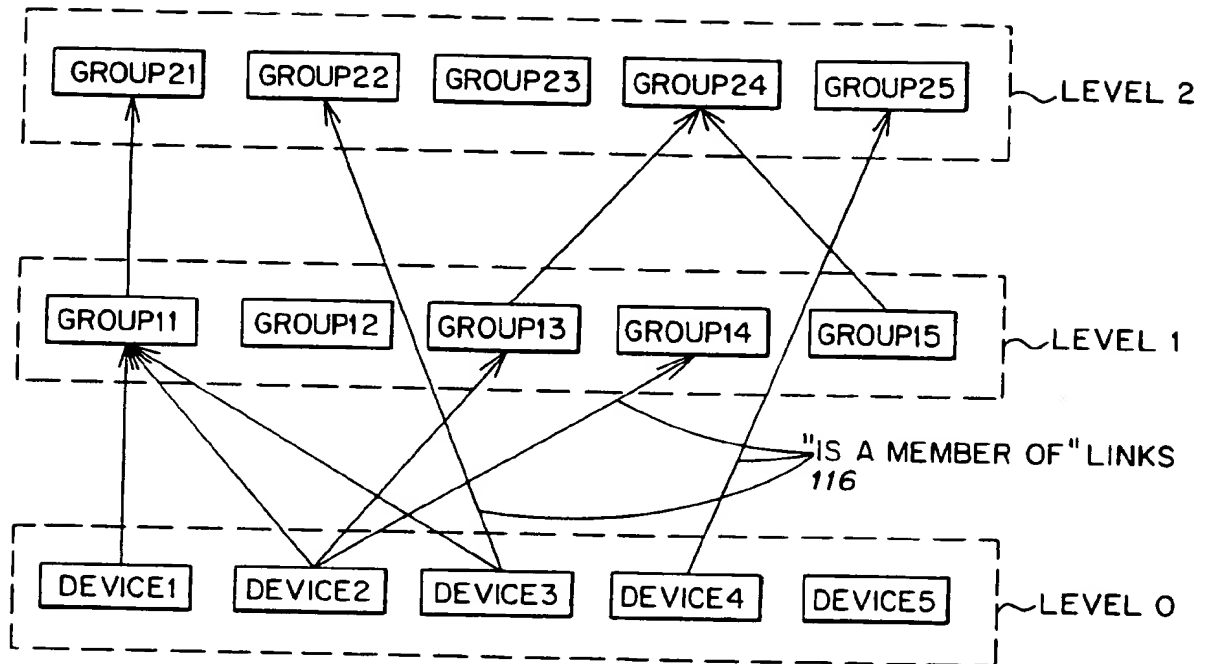 GROUP21 GROUP22 GROUP23 GROUP24 GROUP25 LEVEL 2
GROUP11 GROUP12 GROUP13 GROUP14 GROUP15 LEVEL 1
"IS A MEMBER OF" LINKS
116
DEVICE1 DEVICE2 DEVICE3 DEVICE4 DEVICE5 LEVEL 0